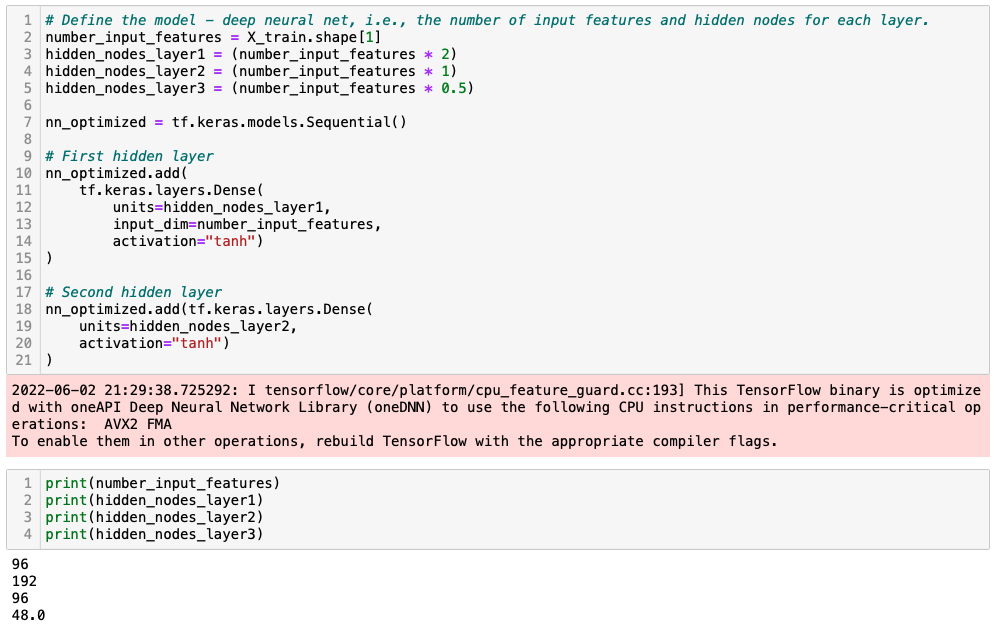 1 # Define the model - deep neural net, i.e., the number of input features and hidden nodes for each layer.
2 number_input_features = X_train.shape[1]
3 hidden_nodes_layer1 = (number_input_features * 2)
4 hidden_nodes_layer2 = (number_input_features * 1)
5 hidden_nodes_layer3 = (number_input_features * 0.5)
6
7 nn_optimized = tf.keras.models.Sequential()
8
9 # First hidden layer
10 nn_optimized.add(
11     tf.keras.layers.Dense(
12         units=hidden_nodes_layer1,
13         input_dim=number_input_features,
14         activation="tanh")
15 )
16
17 # Second hidden layer
18 nn_optimized.add(tf.keras.layers.Dense(
19     units=hidden_nodes_layer2,
20     activation="tanh")
21 )
2022-06-02 21:29:38.725292: I tensorflow/core/platform/cpu_feature_guard.cc:193] This TensorFlow binary is optimize
d with oneAPI Deep Neural Network Library (oneDNN) to use the following CPU instructions in performance-critical op
erations:  AVX2 FMA
To enable them in other operations, rebuild TensorFlow with the appropriate compiler flags.
1 print(number_input_features)
2 print(hidden_nodes_layer1)
3 print(hidden_nodes_layer2)
4 print(hidden_nodes_layer3)
96
192
96
48.0